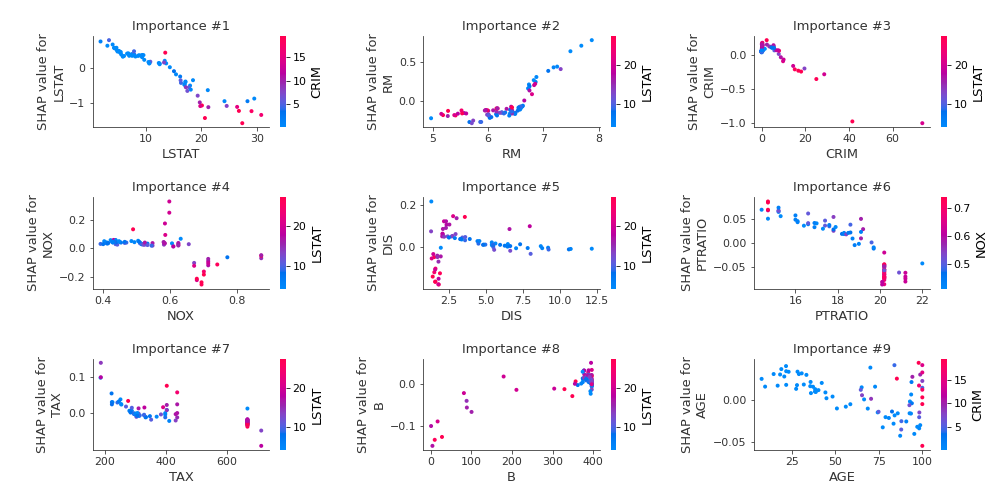 Importance #1
SHAP value for
LSTAT
0
−1
10
20
30
LSTAT
15
10
5
CRIM
Importance #2
SHAP value for
RM
0.5
0.0
5
6
7
8
RM
20
10
LSTAT
Importance #3
SHAP value for
CRIM
0.0
−0.5
−1.0
0
20
40
60
CRIM
20
10
LSTAT
Importance #4
SHAP value for
NOX
0.2
0.0
−0.2
0.4
0.6
0.8
NOX
20
10
LSTAT
Importance #5
SHAP value for
DIS
0.2
0.0
2.5
5.0
7.5
10.0
12.5
DIS
20
10
LSTAT
Importance #6
SHAP value for
PTRATIO
0.05
0.00
−0.05
16
18
20
22
PTRATIO
0.7
0.6
0.5
NOX
Importance #7
SHAP value for
TAX
0.1
0.0
200
400
600
TAX
20
10
LSTAT
Importance #8
SHAP value for
B
0.0
−0.1
0
100
200
300
400
B
20
10
LSTAT
Importance #9
SHAP value for
AGE
0.00
−0.05
25
50
75
100
AGE
15
10
5
CRIM